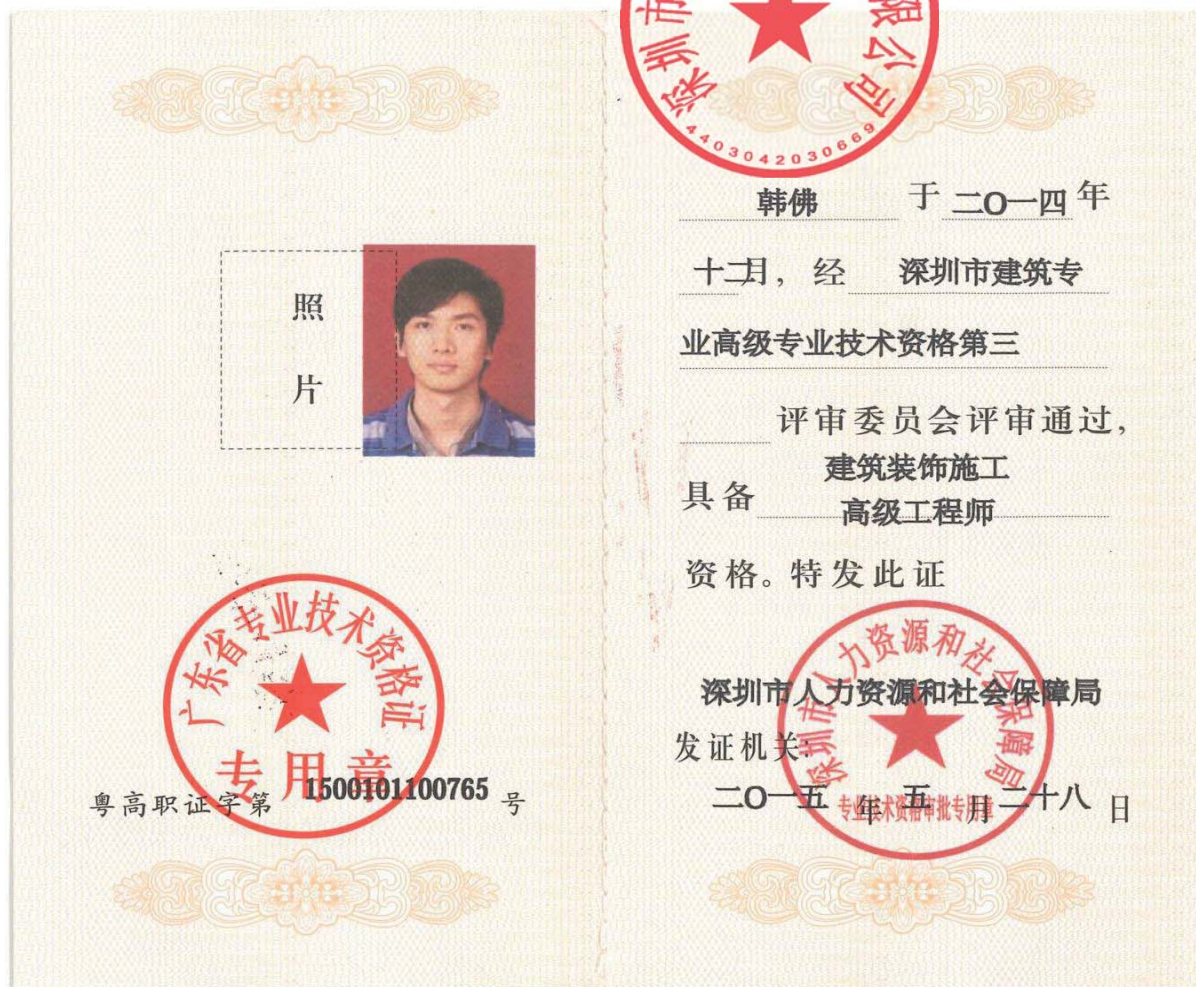 照
片
广东省专业技术资格证
专用章
粤高职证字第 1500101100765 号
深圳市
限公司
4403042030669
韩佛 于 二O一四 年
十二月，经 深圳市建筑专
业高级专业技术资格第三
评审委员会评审通过，
建筑装饰施工
具备
高级工程师
资格。特发此证
深圳市人力资源和社会保障局
深圳市人力资源和社会保障局
发证机关：
专业技术资格审批专用章
二O一五 年 五 月 二十八 日